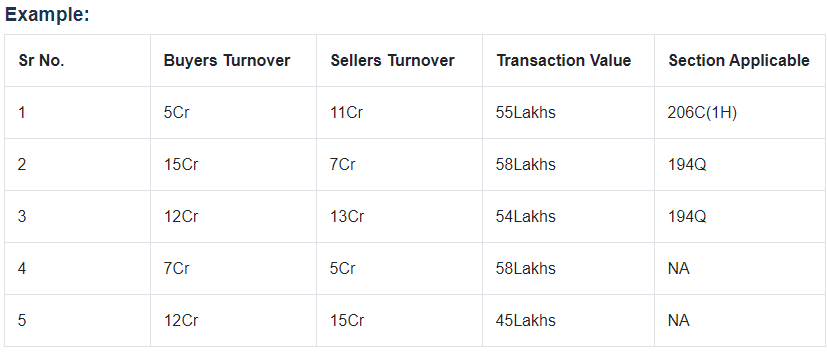 Example:
Sr No. Buyers Turnover Sellers Turnover Transaction Value Section Applicable
1 5Cr 11Cr 55Lakhs 206C(1H)
2 15Cr 7Cr 58Lakhs 194Q
3 12Cr 13Cr 54Lakhs 194Q
4 7Cr 5Cr 58Lakhs NA
5 12Cr 15Cr 45Lakhs NA